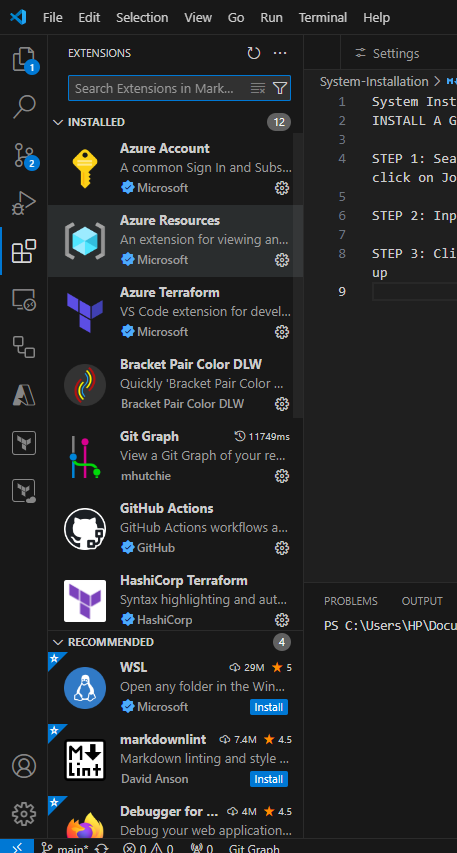 File Edit Selection View Go Run Terminal Help
EXTENSIONS
Settings
1
Search Extensions in Mark...
System-Installation
INSTALLED 12
1 System Inst
2 INSTALL A G
3
4 STEP 1: Sea
click on Jo
5
6 STEP 2: Inp
7
8 STEP 3: Cli
up
9
Azure Account
A common Sign In and Subs...
Microsoft
2
Azure Resources
An extension for viewing an...
Microsoft
Azure Terraform
VS Code extension for devel...
Microsoft
Bracket Pair Color DLW
Quickly 'Bracket Pair Color ...
Bracket Pair Color DLW
Git Graph 11749ms
View a Git Graph of your re...
mhutchie
GitHub Actions
GitHub Actions workflows a...
GitHub
HashiCorp Terraform
Syntax highlighting and aut...
HashiCorp
PROBLEMS OUTPUT
PS C:\Users\HP\Docu
RECOMMENDED 4
WSL 29M 5
Open any folder in the Win...
Microsoft Install
markdownlint 7.4M 4.5
Markdown linting and style ...
David Anson Install
M
Lint
Debugger for ... 4M 4.5
Debug your web application...
main* 0 0 0 Git Graph